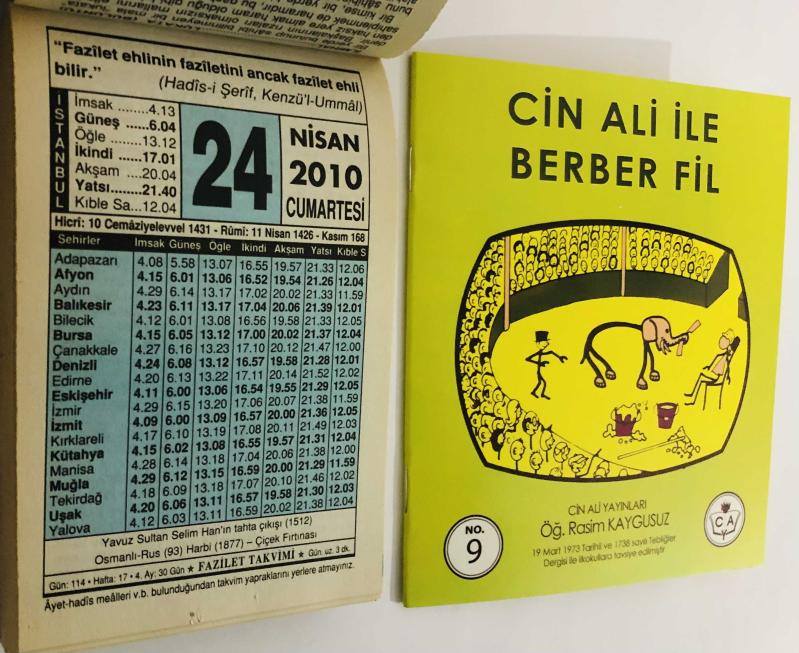 "Fazîlet ehlinin fazîletini ancak fazîlet ehli
bilir." (Hadîs-i Şerîf, Kenzü'l-Ummâl)
İSTANBUL
İmsak ........4.13
Güneş ......6.04
Öğle ........13.12
İkindi ......17.01
Akşam ....20.04
Yatsı........21.40
Kıble Sa...12.04
24
NİSAN
2010
CUMARTESİ
Hicrî: 10 Cemâziyelevvel 1431 - Rûmî: 11 Nisan 1426 - Kasım 168
Şehirler İmsak Güneş Öğle İkindi Akşam Yatsı Kıble S
Adapazarı 4.08 5.58 13.07 16.55 19.57 21.33 12.06
Afyon 4.15 6.01 13.06 16.52 19.54 21.26 12.04
Aydın 4.29 6.14 13.17 17.02 20.02 21.33 11.59
Balıkesir 4.23 6.11 13.17 17.04 20.06 21.39 12.01
Bilecik 4.12 6.01 13.08 16.56 19.58 21.33 12.05
Bursa 4.15 6.05 13.12 17.00 20.02 21.37 12.04
Çanakkale 4.27 6.16 13.23 17.10 20.12 21.47 12.00
Denizli 4.24 6.08 13.12 16.57 19.58 21.28 12.01
Edirne 4.20 6.13 13.22 17.11 20.14 21.52 12.02
Eskişehir 4.11 6.00 13.06 16.54 19.55 21.29 12.05
İzmir 4.29 6.15 13.20 17.06 20.07 21.38 11.59
İzmit 4.09 6.00 13.09 16.57 20.00 21.36 12.05
Kırklareli 4.17 6.10 13.19 17.08 20.11 21.49 12.03
Kütahya 4.15 6.02 13.08 16.55 19.57 21.31 12.04
Manisa 4.28 6.14 13.18 17.04 20.06 21.38 12.00
Muğla 4.29 6.12 13.15 16.59 20.00 21.29 11.59
Tekirdağ 4.18 6.09 13.18 17.07 20.10 21.46 12.02
Uşak 4.20 6.06 13.11 16.57 19.58 21.30 12.03
Yalova 4.12 6.03 13.11 16.59 20.02 21.38 12.04
Yavuz Sultan Selim Han'ın tahta çıkışı (1512)
Osmanlı-Rus (93) Harbi (1877) – Çiçek Fırtınası
Gün: 114 • Hafta: 17 • 4. Ay: 30 Gün ★ FAZİLET TAKVİMİ ★ Gün. uz. 3 dk.
Âyet-hadîs meâlleri v.b. bulunduğundan takvim yapraklarını yerlere atmayınız.
CİN ALİ İLE
BERBER FİL
CİN ALİ YAYINLARI
Öğ. Rasim KAYGUSUZ
19 Mart 1973 Tarihli ve 1738 sayılı Tebliğler
Dergisi ile ilkokullara tavsiye edilmiştir
NO.
9
C A
Y